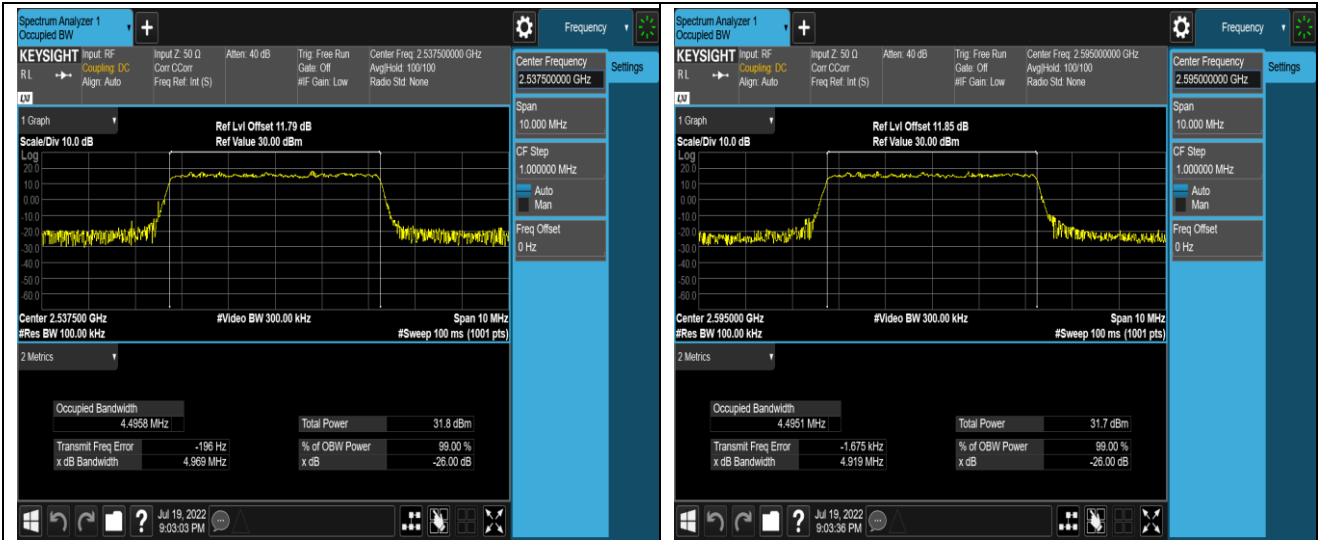 Spectrum Analyzer 1
Occupied BW
+
Frequency
KEYSIGHT
Input: RF
Coupling: DC
Align: Auto
Input Z: 50 Ω
Corr CCorr
Freq Ref: Int (S)
Atten: 40 dB
Trig: Free Run
Gate: Off
#IF Gain: Low
Center Freq: 2.537500000 GHz
Avg|Hold: 100/100
Radio Std: None
RL
LXI
Center Frequency
2.537500000 GHz
Settings
Span
10.000 MHz
CF Step
1.000000 MHz
Auto
Man
Freq Offset
0 Hz
1 Graph
Scale/Div 10.0 dB
Ref Lvl Offset 11.79 dB
Ref Value 30.00 dBm
Log
20.0
10.0
0.00
-10.0
-20.0
-30.0
-40.0
-50.0
-60.0
Center 2.537500 GHz
#Video BW 300.00 kHz
Span 10 MHz
#Res BW 100.00 kHz
#Sweep 100 ms (1001 pts)
2 Metrics
Occupied Bandwidth
4.4958 MHz
Total Power 31.8 dBm
Transmit Freq Error -196 Hz
% of OBW Power 99.00 %
x dB Bandwidth 4.969 MHz
x dB -26.00 dB
?
Jul 19, 2022
9:03:03 PM
Spectrum Analyzer 1
Occupied BW
+
Frequency
KEYSIGHT
Input: RF
Coupling: DC
Align: Auto
Input Z: 50 Ω
Corr CCorr
Freq Ref: Int (S)
Atten: 40 dB
Trig: Free Run
Gate: Off
#IF Gain: Low
Center Freq: 2.595000000 GHz
Avg|Hold: 100/100
Radio Std: None
RL
LXI
Center Frequency
2.595000000 GHz
Settings
Span
10.000 MHz
CF Step
1.000000 MHz
Auto
Man
Freq Offset
0 Hz
1 Graph
Scale/Div 10.0 dB
Ref Lvl Offset 11.85 dB
Ref Value 30.00 dBm
Log
20.0
10.0
0.00
-10.0
-20.0
-30.0
-40.0
-50.0
-60.0
Center 2.595000 GHz
#Video BW 300.00 kHz
Span 10 MHz
#Res BW 100.00 kHz
#Sweep 100 ms (1001 pts)
2 Metrics
Occupied Bandwidth
4.4951 MHz
Total Power 31.7 dBm
Transmit Freq Error -1.675 kHz
% of OBW Power 99.00 %
x dB Bandwidth 4.919 MHz
x dB -26.00 dB
?
Jul 19, 2022
9:03:36 PM